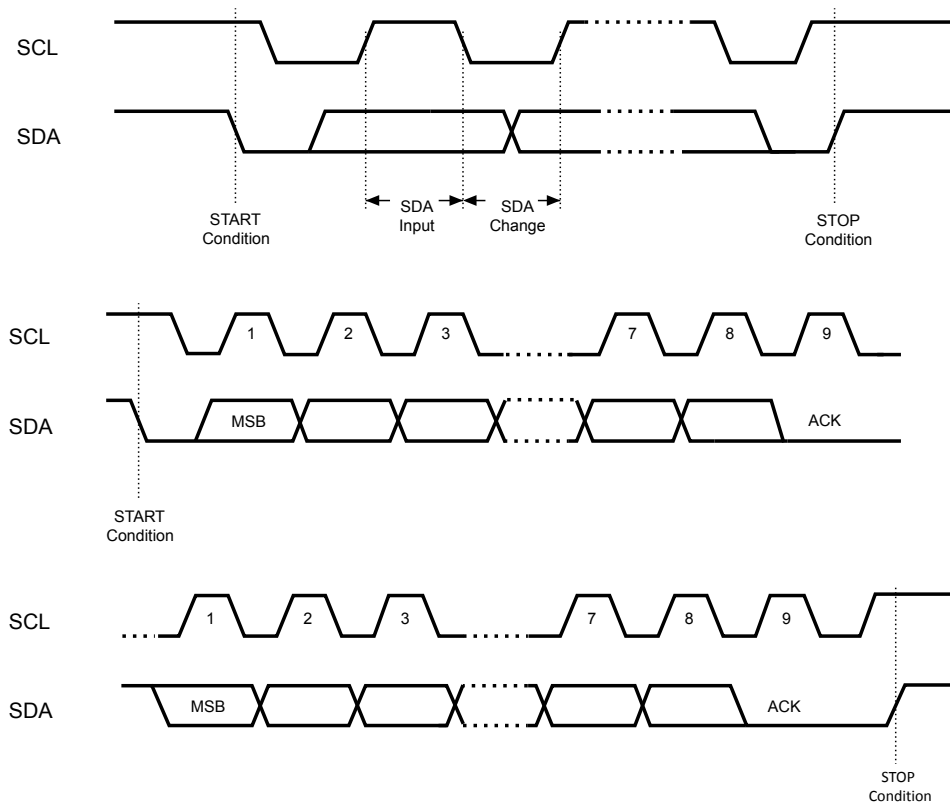 SCL
SDA
START
Condition
SDA
Input
SDA
Change
STOP
Condition
SCL
1 2 3 7 8 9
SDA
MSB ACK
START
Condition
SCL
1 2 3 7 8 9
SDA
MSB ACK
STOP
Condition